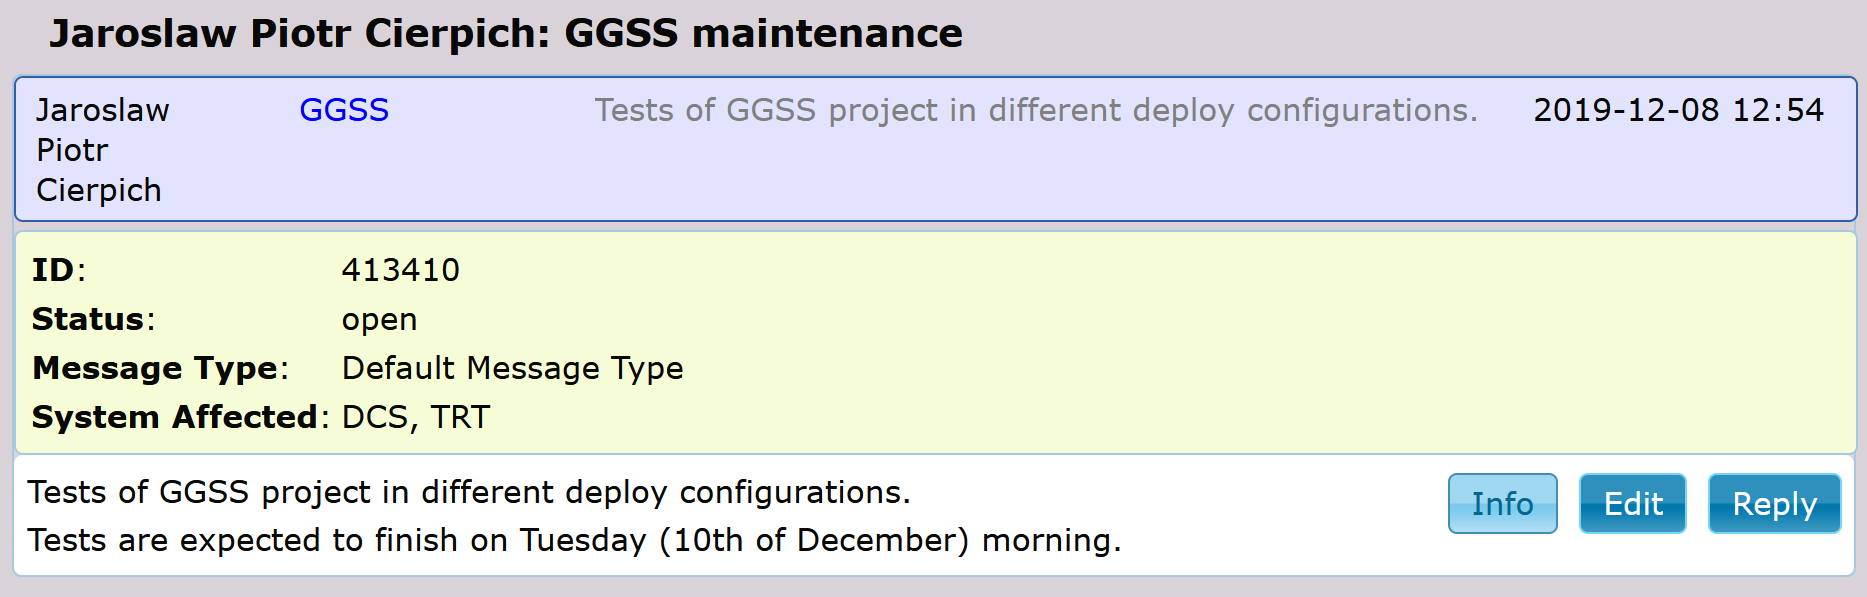 Jaroslaw Piotr Cierpich: GGSS maintenance
Jaroslaw Piotr Cierpich GGSS Tests of GGSS project in different deploy configurations. 2019-12-08 12:54
ID: 413410
Status: open
Message Type: Default Message Type
System Affected: DCS, TRT
Tests of GGSS project in different deploy configurations.
Tests are expected to finish on Tuesday (10th of December) morning.
Info Edit Reply